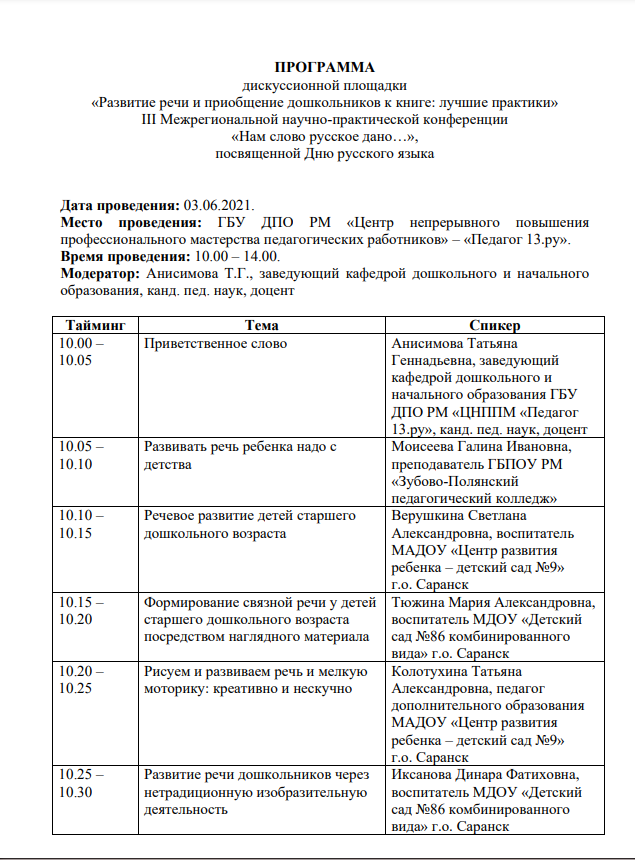 ПРОГРАММА
дискуссионной площадки
«Развитие речи и приобщение дошкольников к книге: лучшие практики»
III Межрегиональной научно-практической конференции
«Нам слово русское дано…»,
посвященной Дню русского языка
Дата проведения: 03.06.2021.
Место проведения: ГБУ ДПО РМ «Центр непрерывного повышения
профессионального мастерства педагогических работников» – «Педагог 13.ру».
Время проведения: 10.00 – 14.00.
Модератор: Анисимова Т.Г., заведующий кафедрой дошкольного и начального
образования, канд. пед. наук, доцент
Тайминг Тема Спикер
10.00 – Приветственное слово Анисимова Татьяна
10.05 Геннадьевна, заведующий
кафедрой дошкольного и
начального образования ГБУ
ДПО РМ «ЦНППМ «Педагог
13.ру», канд. пед. наук, доцент
10.05 – Развивать речь ребенка надо с Моисеева Галина Ивановна,
10.10 детства преподаватель ГБПОУ РМ
«Зубово-Полянский
педагогический колледж»
10.10 – Речевое развитие детей старшего Верушкина Светлана
10.15 дошкольного возраста Александровна, воспитатель
МАДОУ «Центр развития
ребенка – детский сад №9»
г.о. Саранск
10.15 – Формирование связной речи у детей Тюжина Мария Александровна,
10.20 старшего дошкольного возраста воспитатель МДОУ «Детский
посредством наглядного материала сад №86 комбинированного
вида» г.о. Саранск
10.20 – Рисуем и развиваем речь и мелкую Колотухина Татьяна
10.25 моторику: креативно и нескучно Александровна, педагог
дополнительного образования
МАДОУ «Центр развития
ребенка – детский сад №9»
г.о. Саранск
10.25 – Развитие речи дошкольников через Иксанова Динара Фатиховна,
10.30 нетрадиционную изобразительную воспитатель МДОУ «Детский
деятельность сад №86 комбинированного
вида» г.о. Саранск